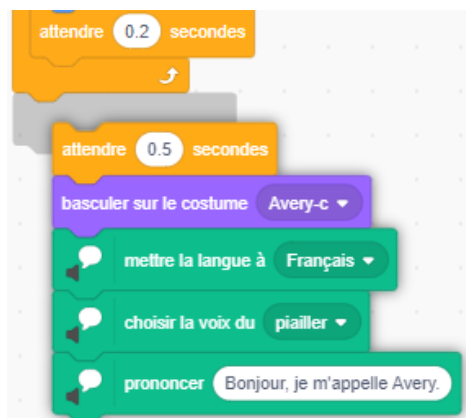 attendre 0.2 secondes
attendre 0.5 secondes
basculer sur le costume Avery-c
mettre la langue à Français
choisir la voix du piailler
prononcer Bonjour, je m'appelle Avery.